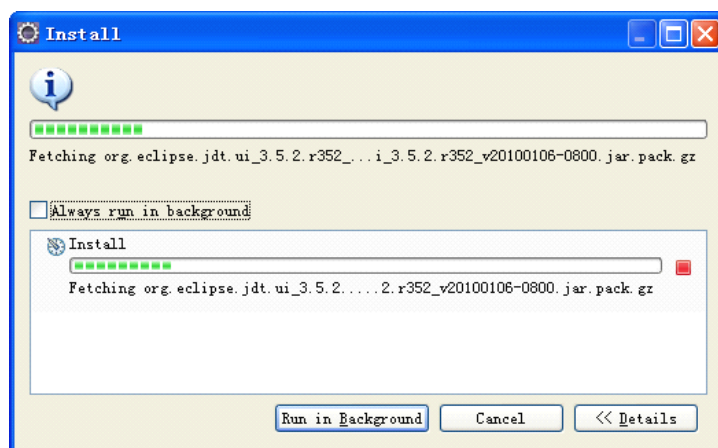 Install
Fetching org.eclipse.jdt.ui_3.5.2.r352_...i_3.5.2.r352_v20100106-0800.jar.pack.gz
Always run in background
Install
Fetching org.eclipse.jdt.ui_3.5.2.....2.r352_v20100106-0800.jar.pack.gz
Run in Background Cancel << Details